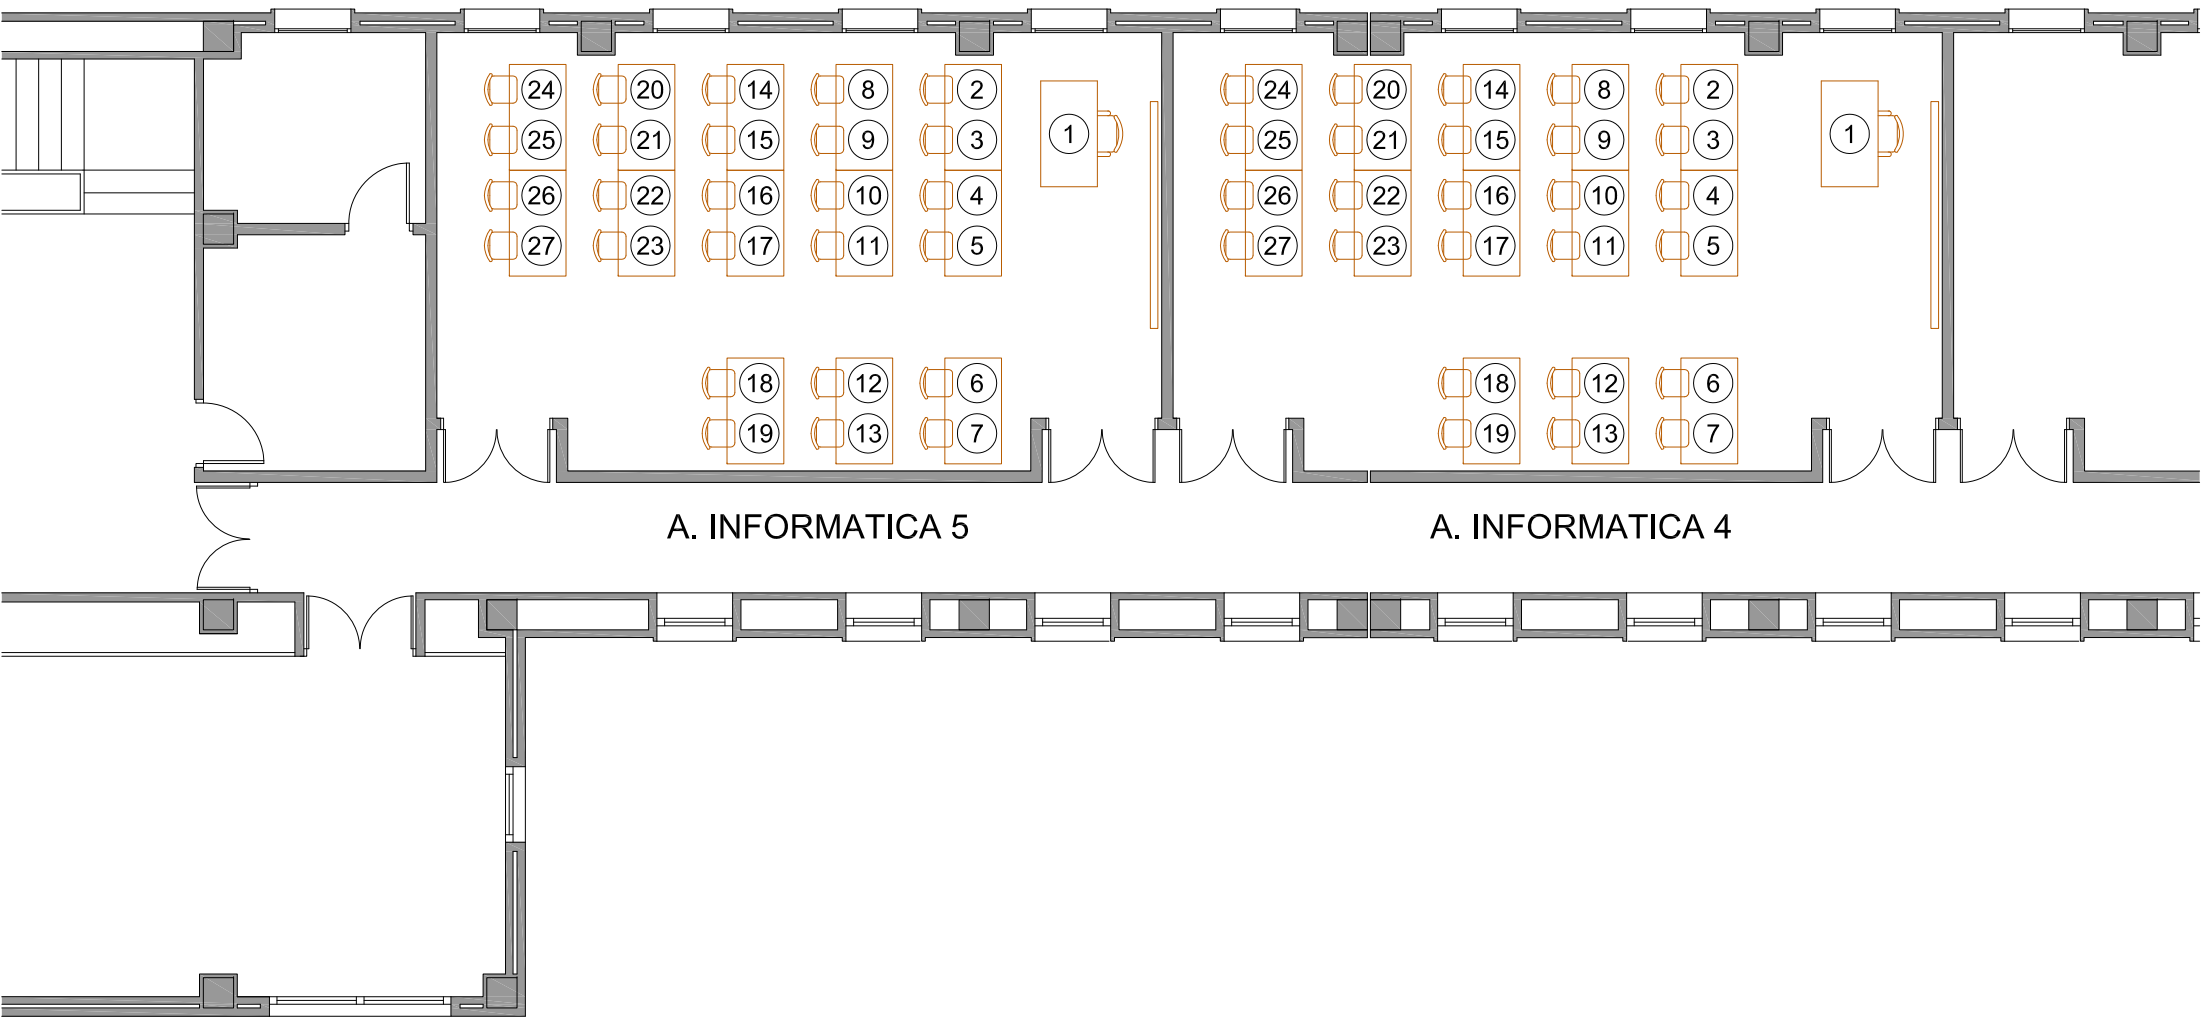 24 20 14 8 2 24 20 14 8 2
1 1
25 21 15 9 3 25 21 15 9 3
26 22 16 10 4 26 22 16 10 4
27 23 17 11 5 27 23 17 11 5
18 12 6 18 12 6
19 13 7 19 13 7
A. INFORMATICA 5 A. INFORMATICA 4